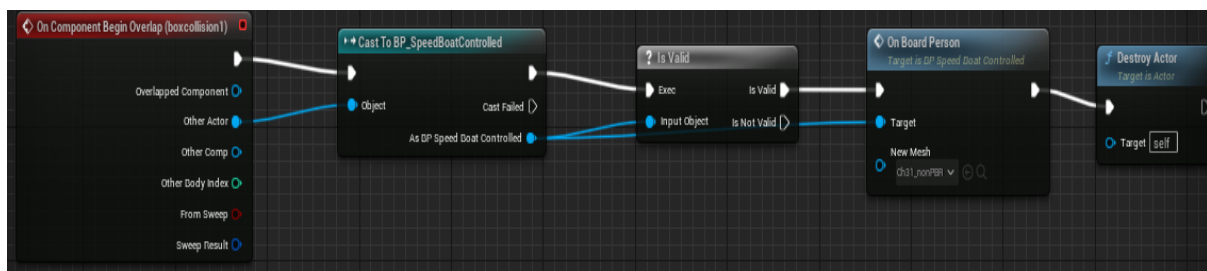 On Component Begin Overlap (boxcollision1)
Overlapped Component
Other Actor
Other Comp
Other Body Index
From Sweep
Sweep Result
Cast To BP_SpeedBoatControlled
Object
Cast Failed
As BP Speed Boat Controlled
? Is Valid
Exec
Is Valid
Input Object
Is Not Valid
On Board Person
Target is BP Speed Boat Controlled
Target
New Mesh
Ch31_nonPBR
f Destroy Actor
Target is Actor
Target self